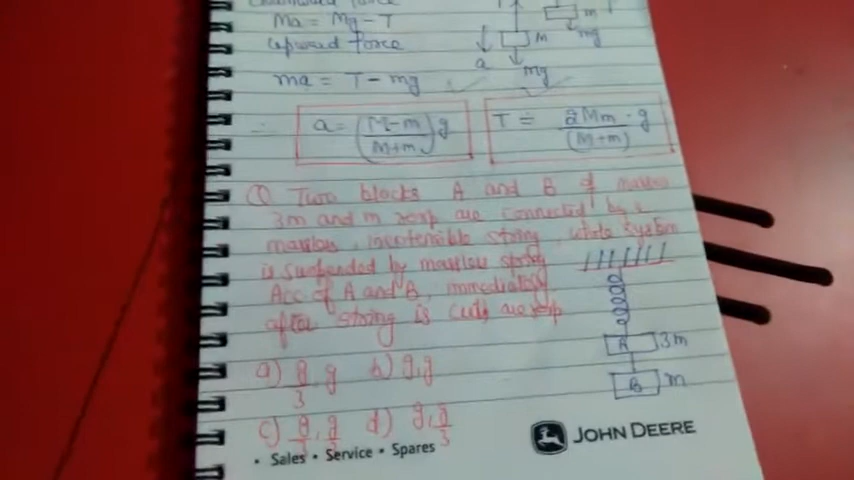 Ma = Mg - T
upward force
ma = T - mg
a = (M-m/M+m)g T = 2Mm.g/(M+m)
M
m
mg
a
mg
Q Two blocks A and B of masses
3m and m resp are connected by a
massless, inextensible string, whole system
is suspended by massless spring
Acc of A and B, immediately
after string is cut, are resp
a) g/3, g b) g, g
c) g/3, g/3 d) g, g/3
A 3m
B m
JOHN DEERE
• Sales • Service • Spares